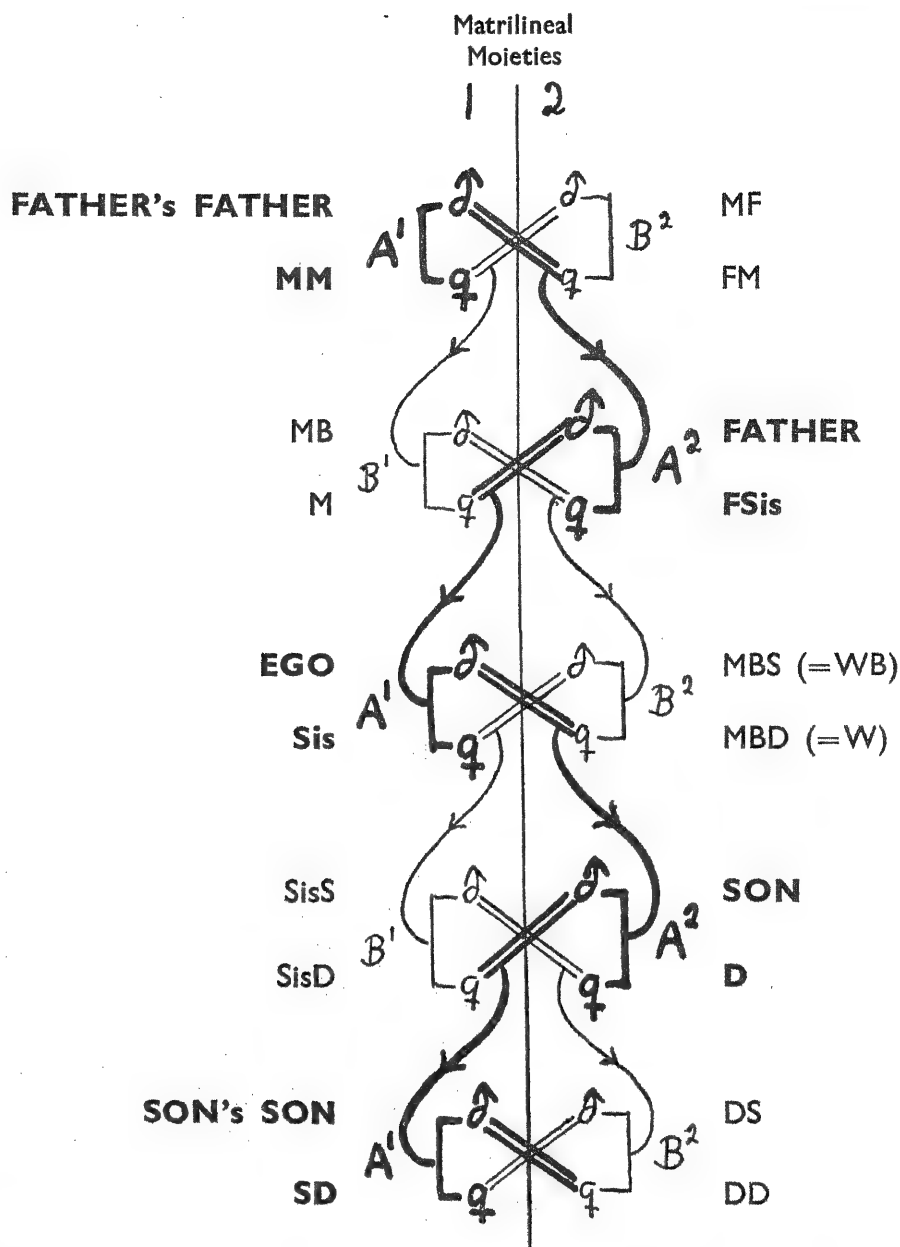 Matrilineal
Moieties
1 2
FATHER's FATHER MF
A¹ B²
MM FM
MB FATHER
B¹ A²
M FSis
EGO MBS (=WB)
A¹ B²
Sis MBD (=W)
SisS SON
B¹ A²
SisD D
SON's SON DS
A¹ B²
SD DD